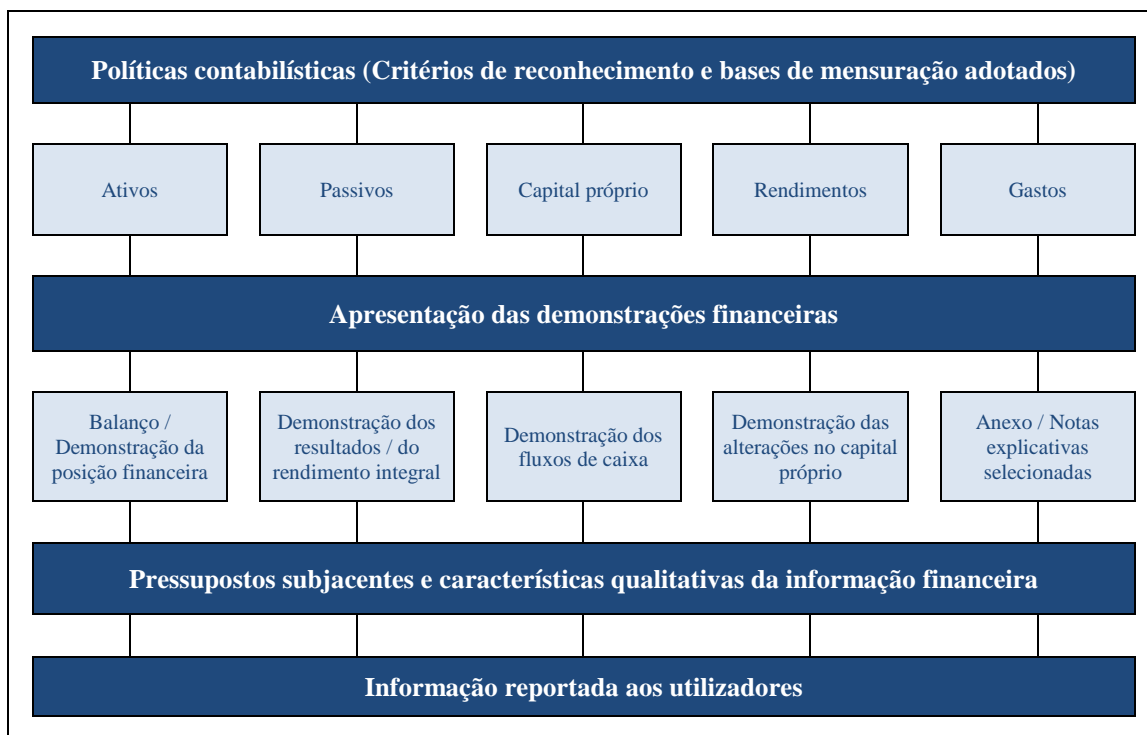 Políticas contabilísticas (Critérios de reconhecimento e bases de mensuração adotados)
Ativos
Passivos
Capital próprio
Rendimentos
Gastos
Apresentação das demonstrações financeiras
Balanço /
Demonstração da
posição financeira
Demonstração dos
resultados / do
rendimento integral
Demonstração dos
fluxos de caixa
Demonstração das
alterações no capital
próprio
Anexo / Notas
explicativas
selecionadas
Pressupostos subjacentes e características qualitativas da informação financeira
Informação reportada aos utilizadores